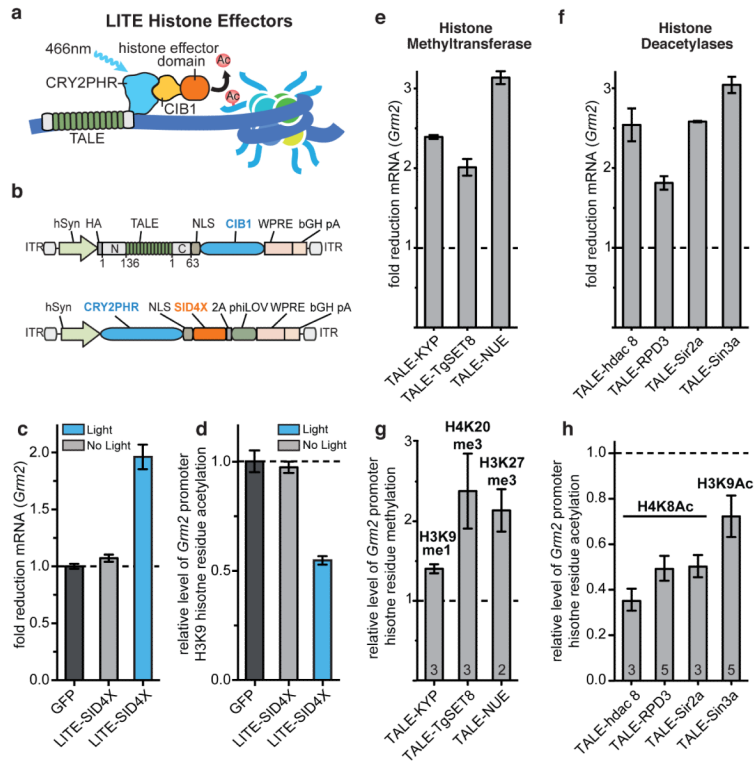 a
LITE Histone Effectors
466nm
histone effector
domain
Ac
CRY2PHR
CIB1
Ac
TALE
b
hSyn HA TALE NLS CIB1 WPRE bGH pA
ITR N C ITR
1 136 1 63
hSyn CRY2PHR NLS SID4X 2A phiLOV WPRE bGH pA
ITR ITR
c
Light
No Light
fold reduction mRNA (Grm2)
2.0
1.5
1.0
0.5
0.0
GFP
LITE-SID4X
LITE-SID4X
d
Light
No Light
relative level of Grm2 promoter
H3K9 hisotne residue acetylation
1.0
0.5
0.0
GFP
LITE-SID4X
LITE-SID4X
e
Histone
Methyltransferase
fold reduction mRNA (Grm2)
3
2
1
0
TALE-KYP
TALE-TgSET8
TALE-NUE
f
Histone
Deacetylases
fold reduction mRNA (Grm2)
3
2
1
0
TALE-hdac 8
TALE-RPD3
TALE-Sir2a
TALE-Sin3a
g
relative level of Grm2 promoter
hisotne residue methylation
3
2
1
0
H3K9
me1
H4K20
me3
H3K27
me3
3 3 2
TALE-KYP
TALE-TgSET8
TALE-NUE
h
relative level of Grm2 promoter
hisotne residue acetylation
1.0
0.8
0.6
0.4
0.2
0.0
H4K8Ac
H3K9Ac
3 5 3 5
TALE-hdac 8
TALE-RPD3
TALE-Sir2a
TALE-Sin3a